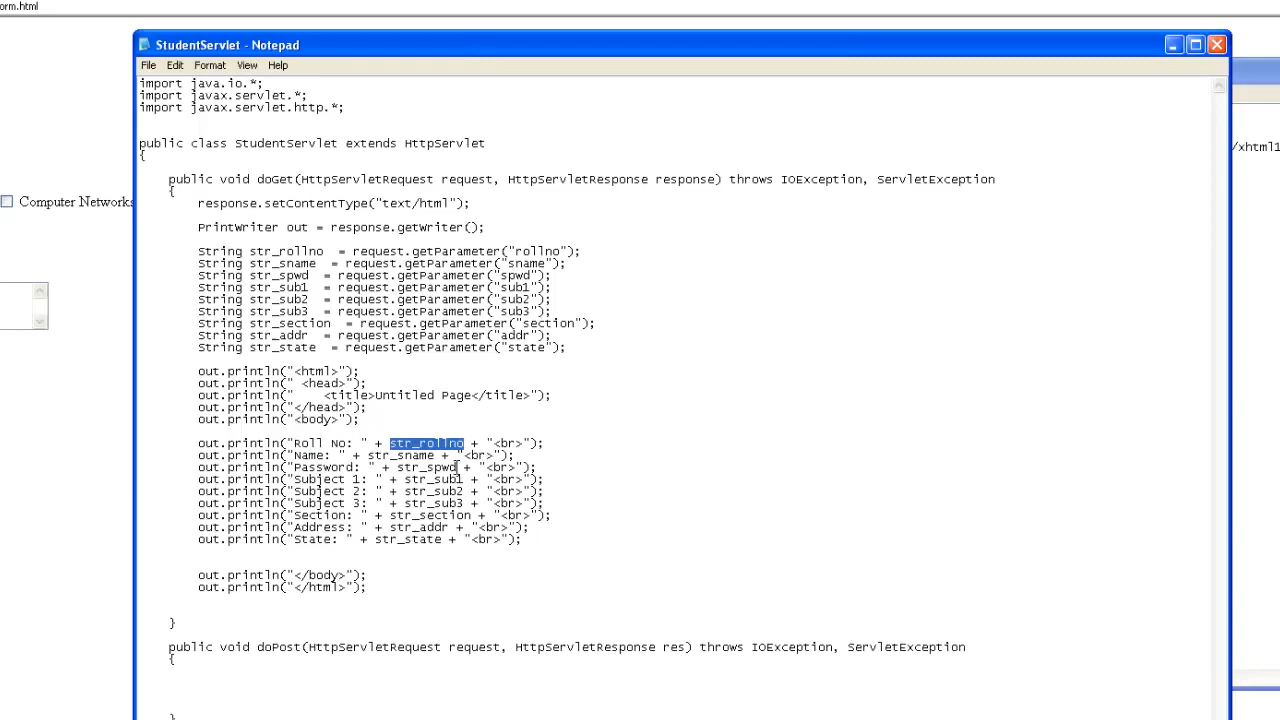 orm.html
StudentServlet - Notepad
File Edit Format View Help
import java.io.*;
import javax.servlet.*;
import javax.servlet.http.*;
/xhtml1
public class StudentServlet extends HttpServlet
{
public void doGet(HttpServletRequest request, HttpServletResponse response) throws IOException, ServletException
{
Computer Networks
response.setContentType("text/html");
PrintWriter out = response.getWriter();
String str_rollno = request.getParameter("rollno");
String str_sname = request.getParameter("sname");
String str_spwd = request.getParameter("spwd");
String str_sub1 = request.getParameter("sub1");
String str_sub2 = request.getParameter("sub2");
String str_sub3 = request.getParameter("sub3");
String str_section = request.getParameter("section");
String str_addr = request.getParameter("addr");
String str_state = request.getParameter("state");
out.println("<html>");
out.println(" <head>");
out.println("    <title>Untitled Page</title>");
out.println("</head>");
out.println("<body>");
out.println("Roll No: " + str_rollno + "<br>");
out.println("Name: " + str_sname + "<br>");
out.println("Password: " + str_spwd + "<br>");
out.println("Subject 1: " + str_sub1 + "<br>");
out.println("Subject 2: " + str_sub2 + "<br>");
out.println("Subject 3: " + str_sub3 + "<br>");
out.println("Section: " + str_section + "<br>");
out.println("Address: " + str_addr + "<br>");
out.println("State: " + str_state + "<br>");
out.println("</body>");
out.println("</html>");
}
public void doPost(HttpServletRequest request, HttpServletResponse res) throws IOException, ServletException
{
}